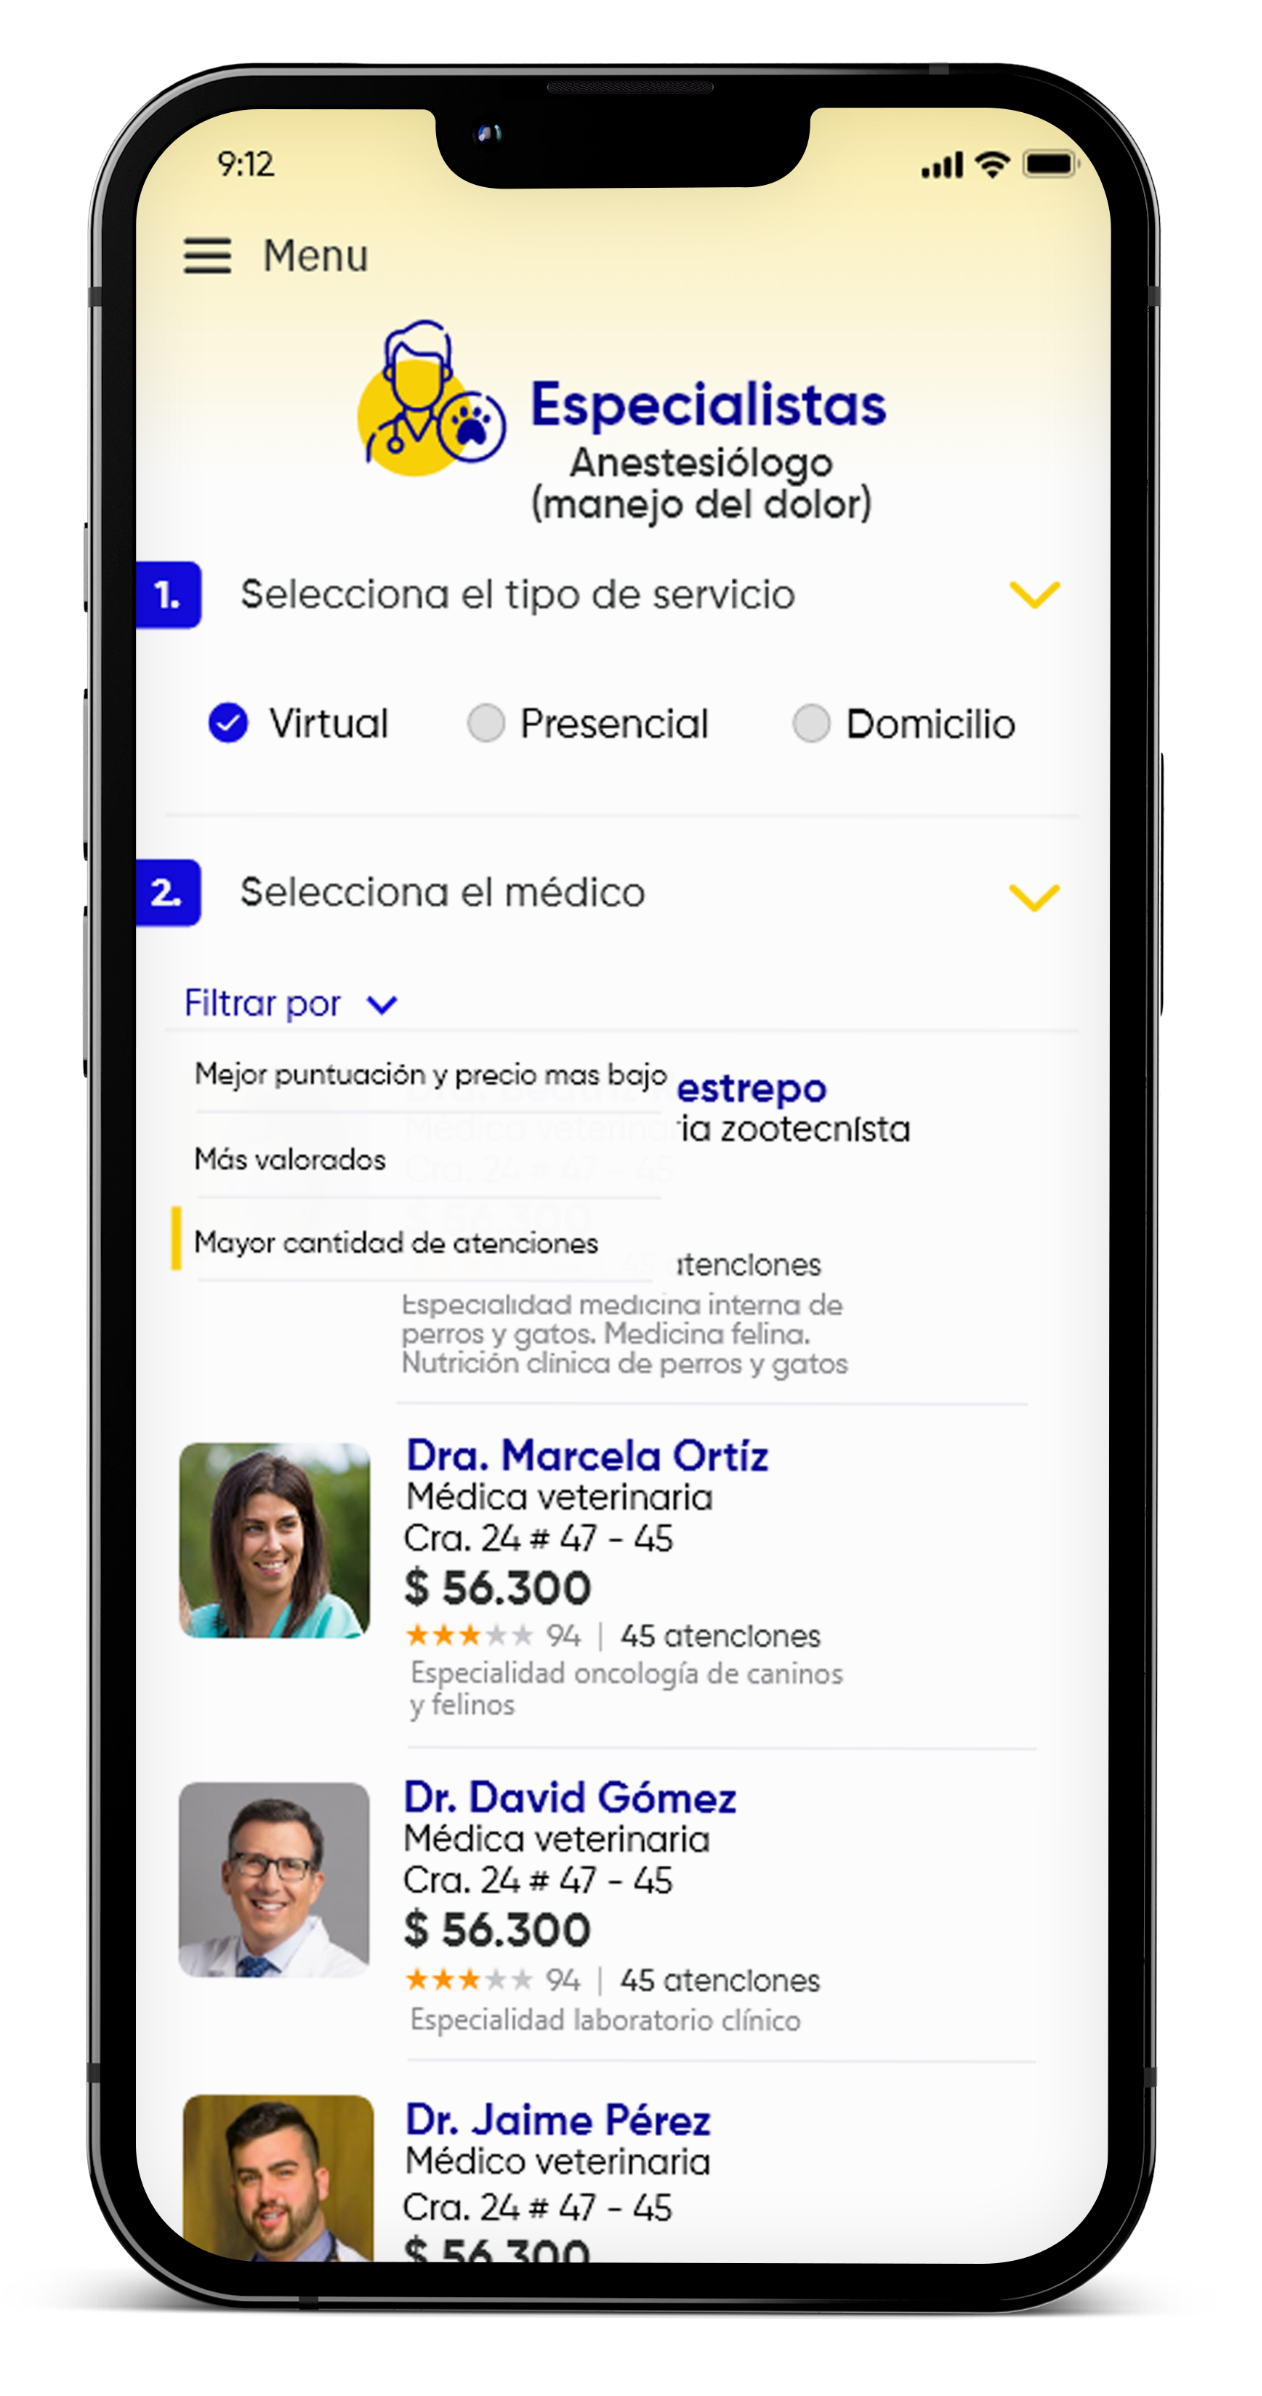 9:12
Menu
Especialistas
Anestesiólogo
(manejo del dolor)
1. Selecciona el tipo de servicio
Virtual Presencial Domicilio
2. Selecciona el médico
Filtrar por
Mejor puntuación y precio mas bajo
estrepo
ria zootecnísta
Más valorados
Mayor cantidad de atenciones
atenciones
Especialidad medicina interna de
perros y gatos. Medicina felina.
Nutrición clínica de perros y gatos
Dra. Marcela Ortíz
Médica veterinaria
Cra. 24 # 47 - 45
$ 56.300
94 | 45 atenciones
Especialidad oncología de caninos
y felinos
Dr. David Gómez
Médica veterinaria
Cra. 24 # 47 - 45
$ 56.300
94 | 45 atenciones
Especialidad laboratorio clínico
Dr. Jaime Pérez
Médico veterinaria
Cra. 24 # 47 - 45
$ 56.300